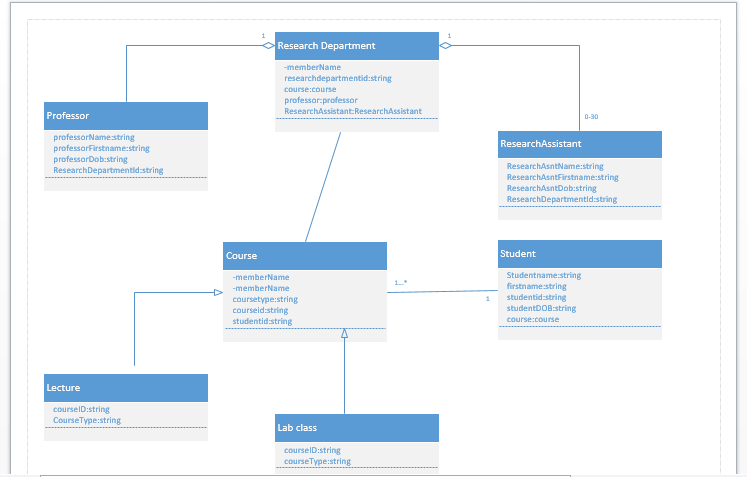 1
Research Department
1
-memberName
researchdepartmentid:string
course:course
professor:professor
ResearchAssistant:ResearchAssistant
Professor
professorName:string
professorFirstname:string
professorDob:string
ResearchDepartmentId:string
0-30
ResearchAssistant
ResearchAsntName:string
ResearchAsntFirstname:string
ResearchAsntDob:string
ResearchDepartmentId:string
Course
-memberName
-memberName
coursetype:string
courseid:string
studentid:string
1...*
1
Student
Studentname:string
firstname:string
studentid:string
studentDOB:string
course:course
Lecture
courseID:string
CourseType:string
Lab class
courseID:string
courseType:string